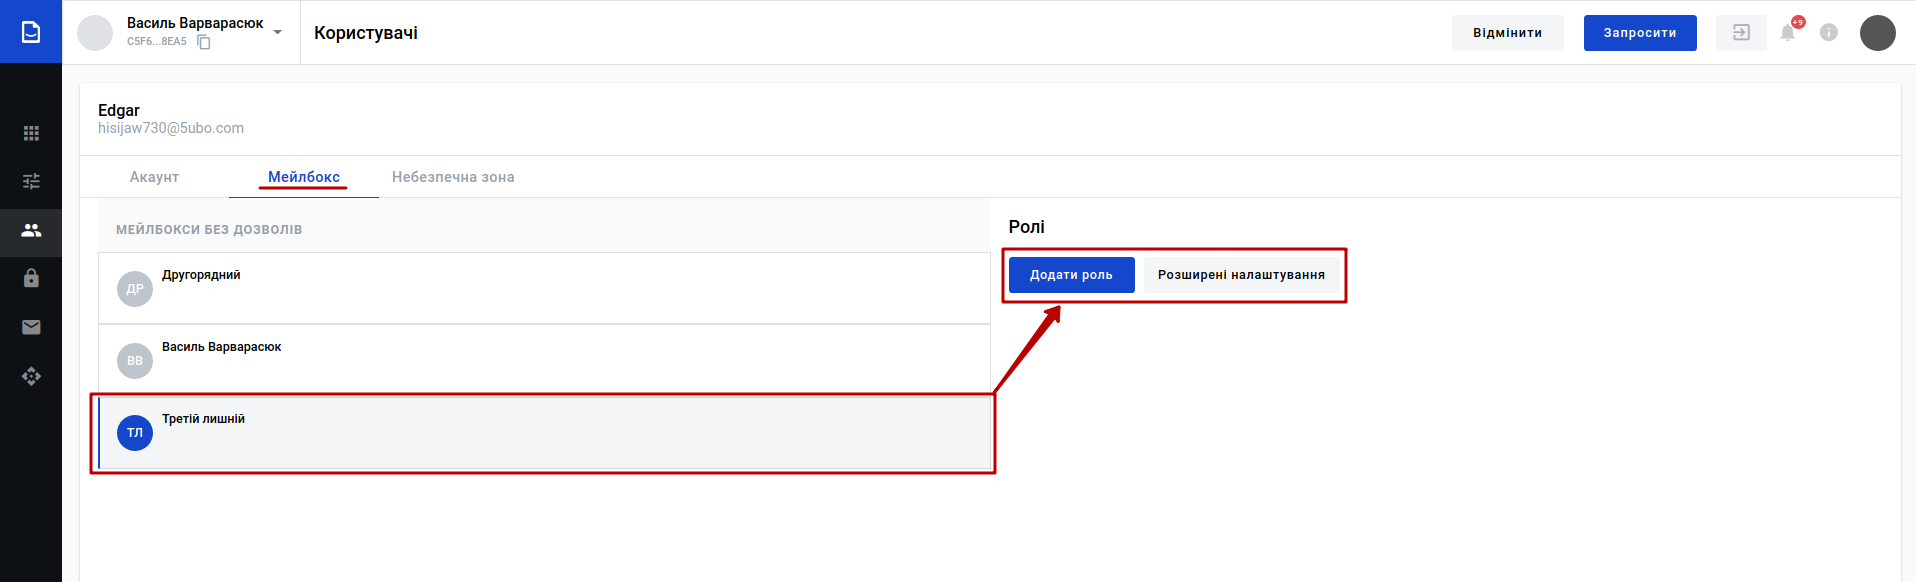 Василь Варварасюк
C5F6...8EA5
Користувачі
Відмінити
Запросити
+9
Edgar
hisijaw730@5ubo.com
Акаунт
Мейлбокс
Небезпечна зона
МЕЙЛБОКСИ БЕЗ ДОЗВОЛІВ
ДР
Другорядний
ВВ
Василь Варварасюк
ТЛ
Третій лишній
Ролі
Додати роль
Розширені налаштування